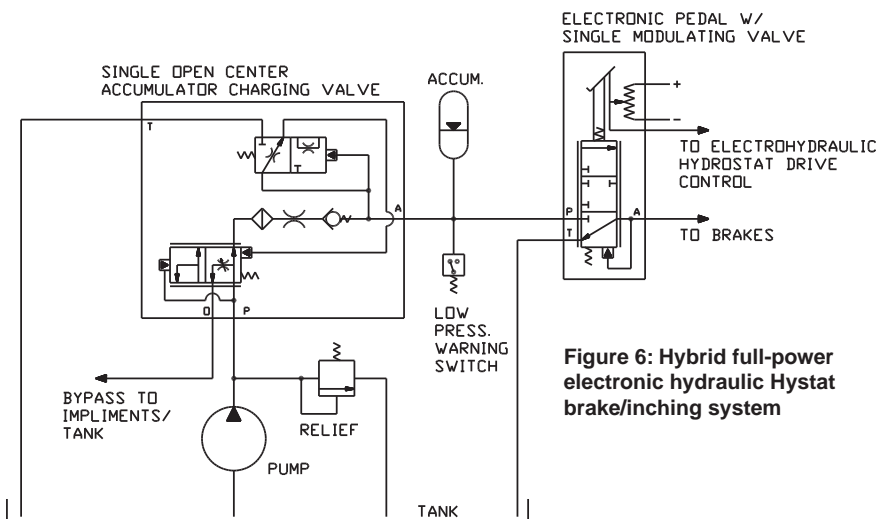 ELECTRONIC PEDAL W/
SINGLE MODULATING VALVE
SINGLE OPEN CENTER
ACCUMULATOR CHARGING VALVE
ACCUM.
+
-
T
TO ELECTROHYDRAULIC
HYDROSTAT DRIVE
CONTROL
T
A
P
A
T
TO BRAKES
O
P
LOW
PRESS.
WARNING
SWITCH
BYPASS TO
IMPLIMENTS/
TANK
RELIEF
PUMP
TANK
Figure 6: Hybrid full-power
electronic hydraulic Hystat
brake/inching system